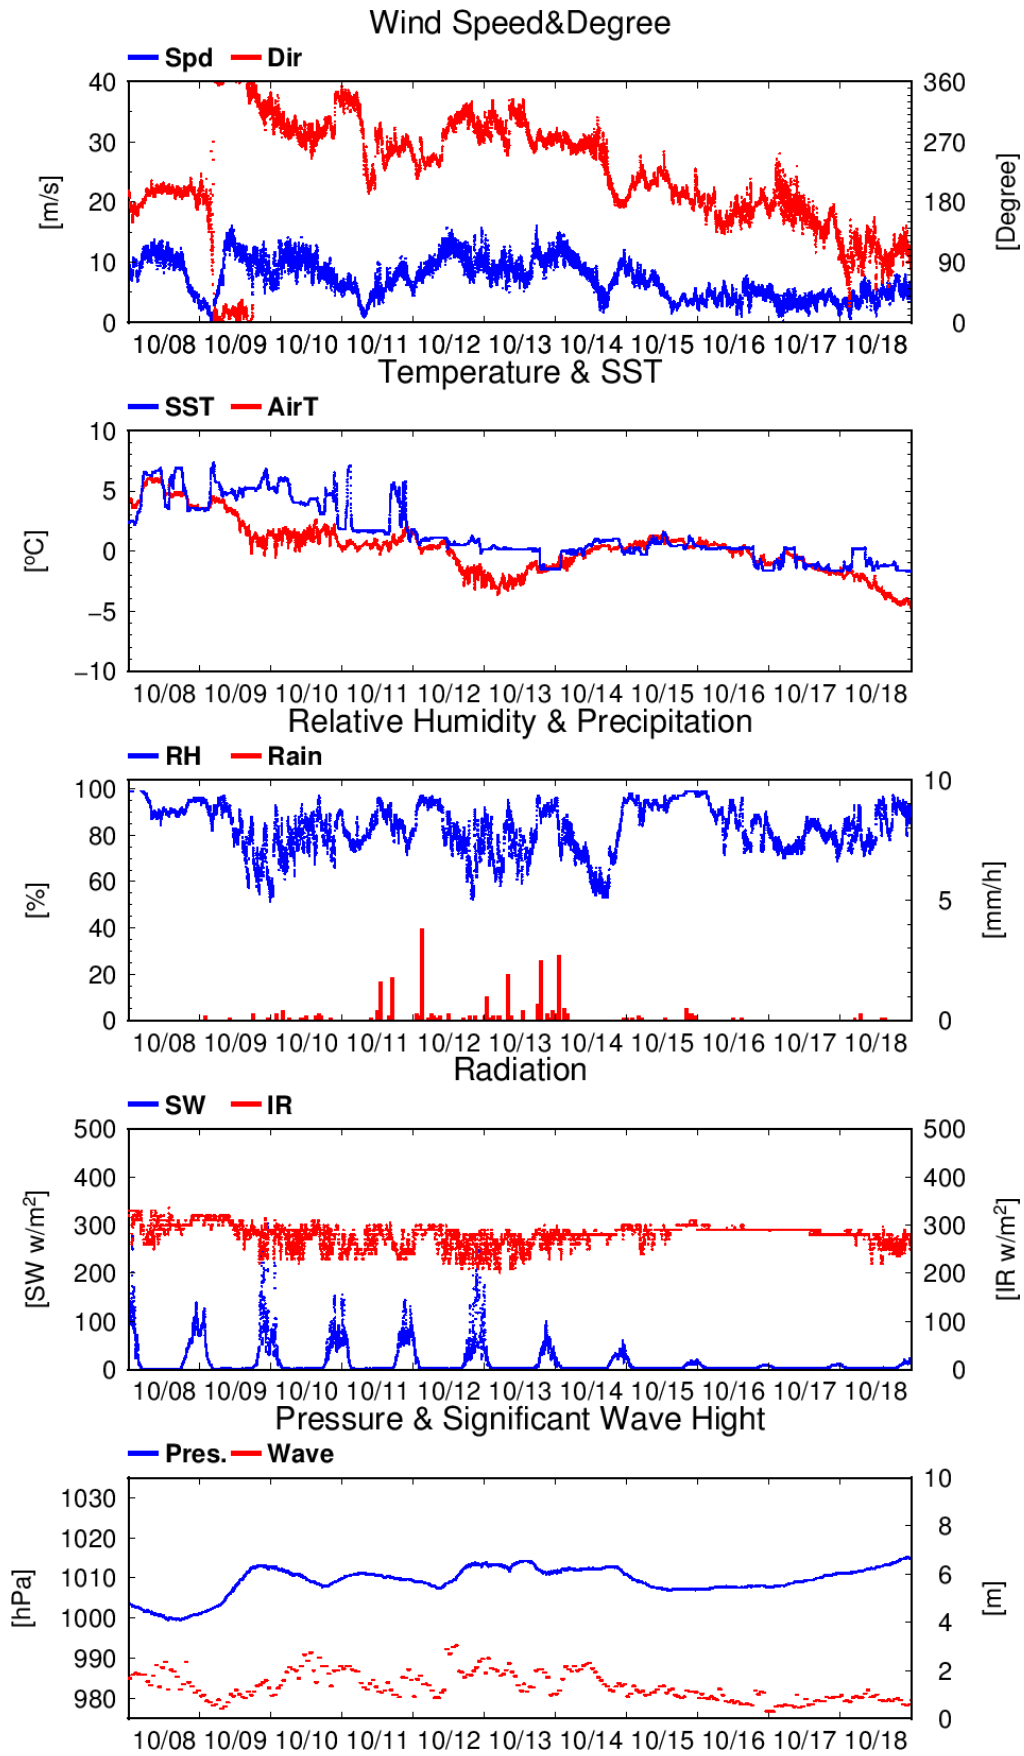 Wind Speed&Degree
Spd Dir
40 360
30 270
20 180
10 90
0 0
[m/s] [Degree]
10/08 10/09 10/10 10/11 10/12 10/13 10/14 10/15 10/16 10/17 10/18
Temperature & SST
SST AirT
10
5
0
−5
−10
[ºC]
10/08 10/09 10/10 10/11 10/12 10/13 10/14 10/15 10/16 10/17 10/18
Relative Humidity & Precipitation
RH Rain
100 10
80
60 5
40
20
0 0
[%] [mm/h]
10/08 10/09 10/10 10/11 10/12 10/13 10/14 10/15 10/16 10/17 10/18
Radiation
SW IR
500 500
400 400
300 300
200 200
100 100
0 0
[SW w/m²] [IR w/m²]
10/08 10/09 10/10 10/11 10/12 10/13 10/14 10/15 10/16 10/17 10/18
Pressure & Significant Wave Hight
Pres. Wave
1030 10
1020 8
1010 6
1000 4
990 2
980 0
[hPa] [m]
10/08 10/09 10/10 10/11 10/12 10/13 10/14 10/15 10/16 10/17 10/18